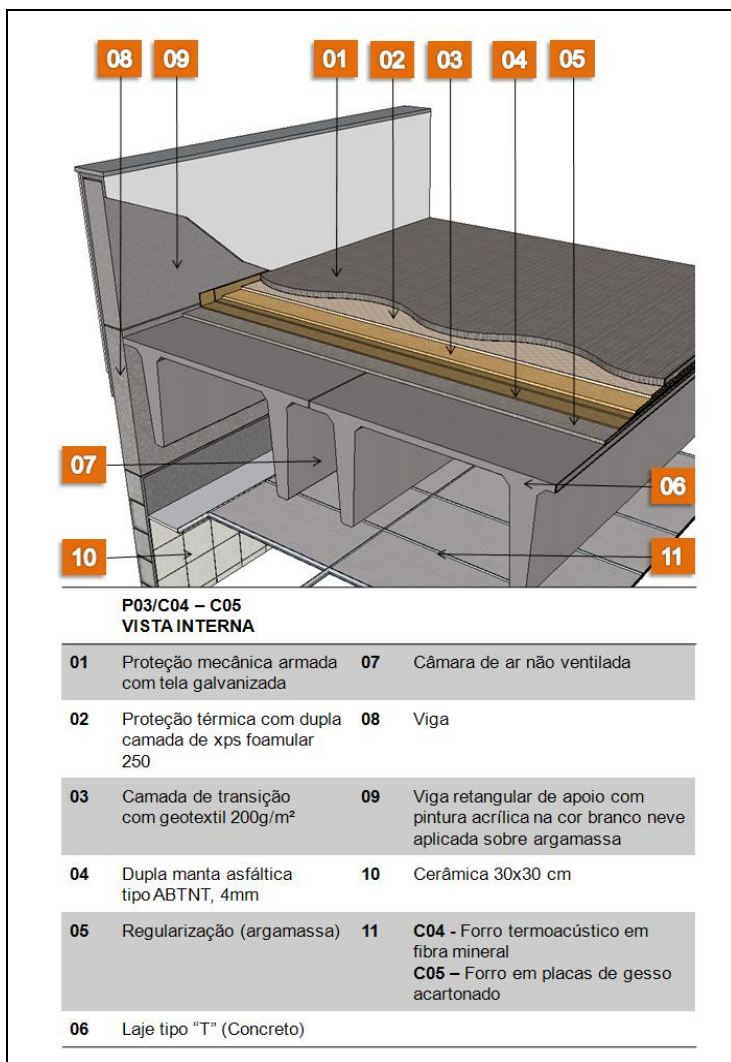 08 09 01 02 03 04 05
07
06
10
11
P03/C04 – C05
VISTA INTERNA
01 Proteção mecânica armada
com tela galvanizada
07 Câmara de ar não ventilada
02 Proteção térmica com dupla
camada de xps foamular
250
08 Viga
03 Camada de transição
com geotextil 200g/m²
09 Viga retangular de apoio com
pintura acrílica na cor branco neve
aplicada sobre argamassa
04 Dupla manta asfáltica
tipo ABTNT, 4mm
10 Cerâmica 30x30 cm
05 Regularização (argamassa)
11 C04 - Forro termoacústico em
fibra mineral
C05 – Forro em placas de gesso
acartonado
06 Laje tipo “T” (Concreto)